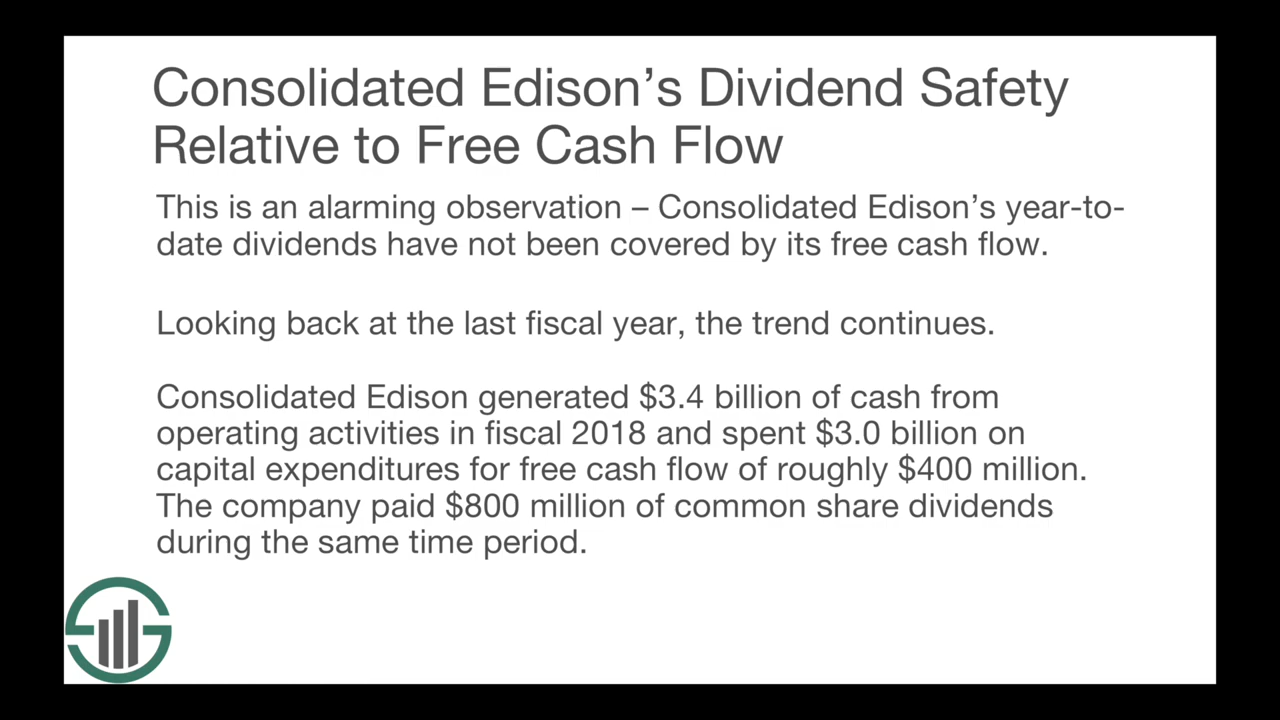 Consolidated Edison’s Dividend Safety
Relative to Free Cash Flow
This is an alarming observation – Consolidated Edison’s year-to-
date dividends have not been covered by its free cash flow.
Looking back at the last fiscal year, the trend continues.
Consolidated Edison generated $3.4 billion of cash from
operating activities in fiscal 2018 and spent $3.0 billion on
capital expenditures for free cash flow of roughly $400 million.
The company paid $800 million of common share dividends
during the same time period.